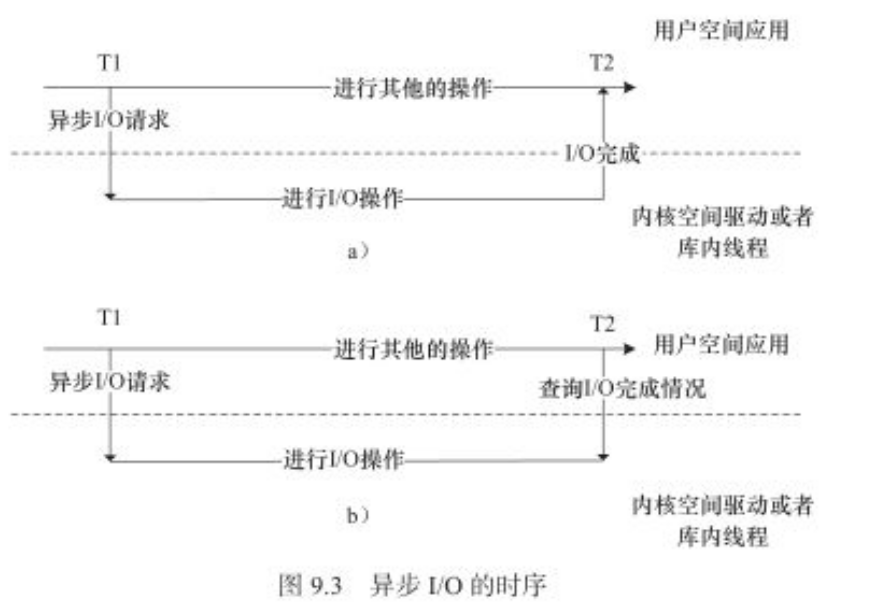 用户空间应用
T1
T2
进行其他的操作
异步I/O请求
I/O完成
进行I/O操作
内核空间驱动或者
库内线程
a）
T1
T2
进行其他的操作
用户空间应用
异步I/O请求
查询I/O完成情况
进行I/O操作
内核空间驱动或者
库内线程
b）
图 9.3 异步 I/O 的时序